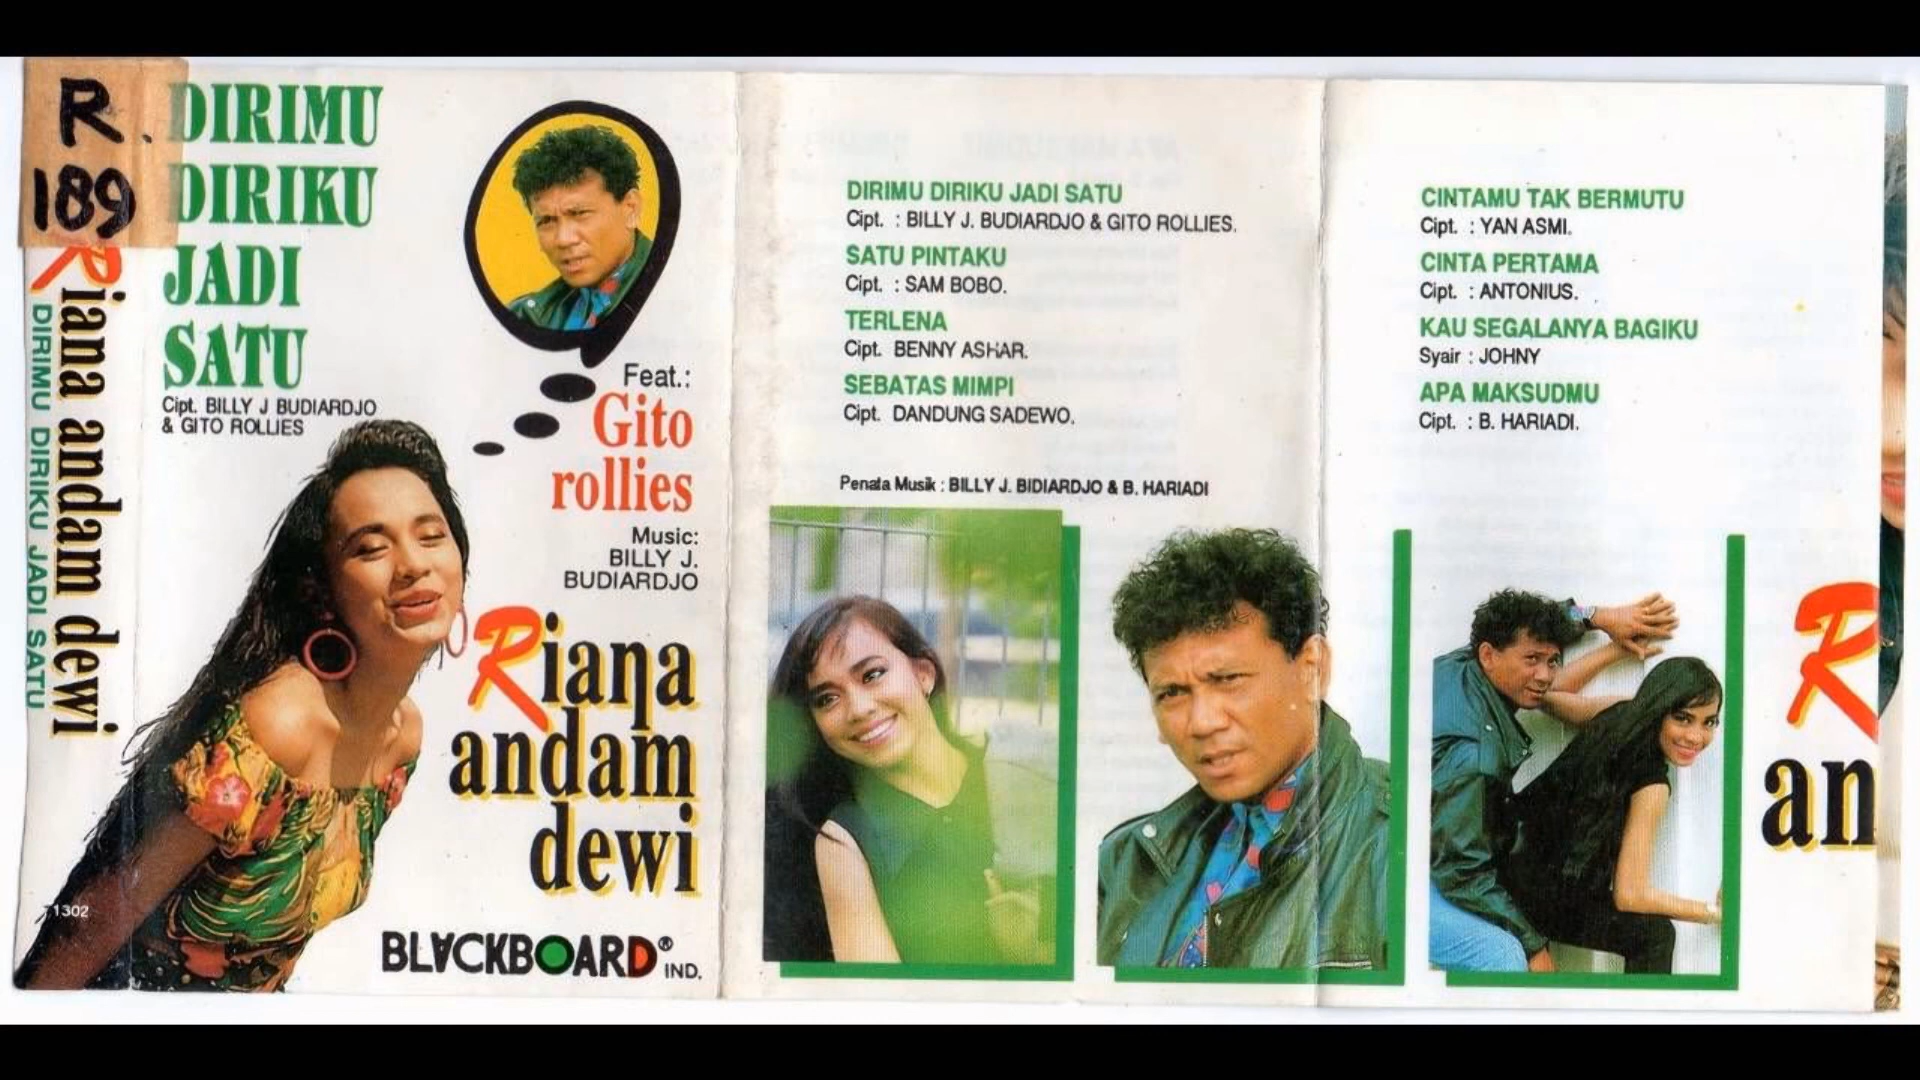 R.
189
Riana andam dewi
DIRIMU DIRIKU JADI SATU
DIRIMU
DIRIKU
JADI
SATU
Cipt. BILLY J BUDIARDJO
& GITO ROLLIES
Feat.:
Gito
rollies
Music:
BILLY J.
BUDIARDJO
Riana
andam
dewi
1302
BLACKBOARD® IND.
DIRIMU DIRIKU JADI SATU
Cipt. : BILLY J. BUDIARDJO & GITO ROLLIES.
SATU PINTAKU
Cipt. : SAM BOBO.
TERLENA
Cipt. BENNY ASHAR.
SEBATAS MIMPI
Cipt. DANDUNG SADEWO.
Penata Musik : BILLY J. BIDIARDJO & B. HARIADI
CINTAMU TAK BERMUTU
Cipt. : YAN ASMI.
CINTA PERTAMA
Cipt. : ANTONIUS.
KAU SEGALANYA BAGIKU
Syair : JOHNY
APA MAKSUDMU
Cipt. : B. HARIADI.
R
an